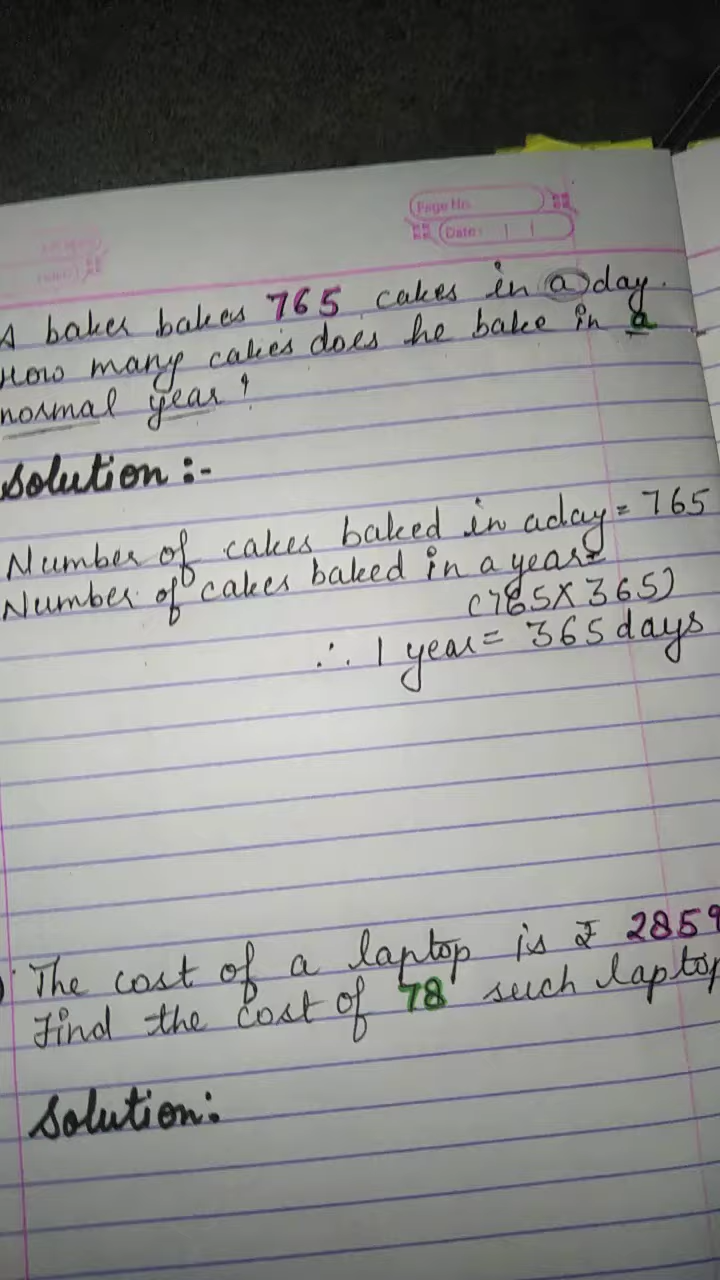 Page No.
Date:
A baker bakes 765 cakes in a day.
How many cakes does he bake in a
normal year?
Solution :-
Number of cakes baked in a day = 765
Number of cakes baked in a year =
(765 X 365)
∴ 1 year = 365 days
The cost of a laptop is ₹ 2859
Find the cost of 78 such laptop
Solution: